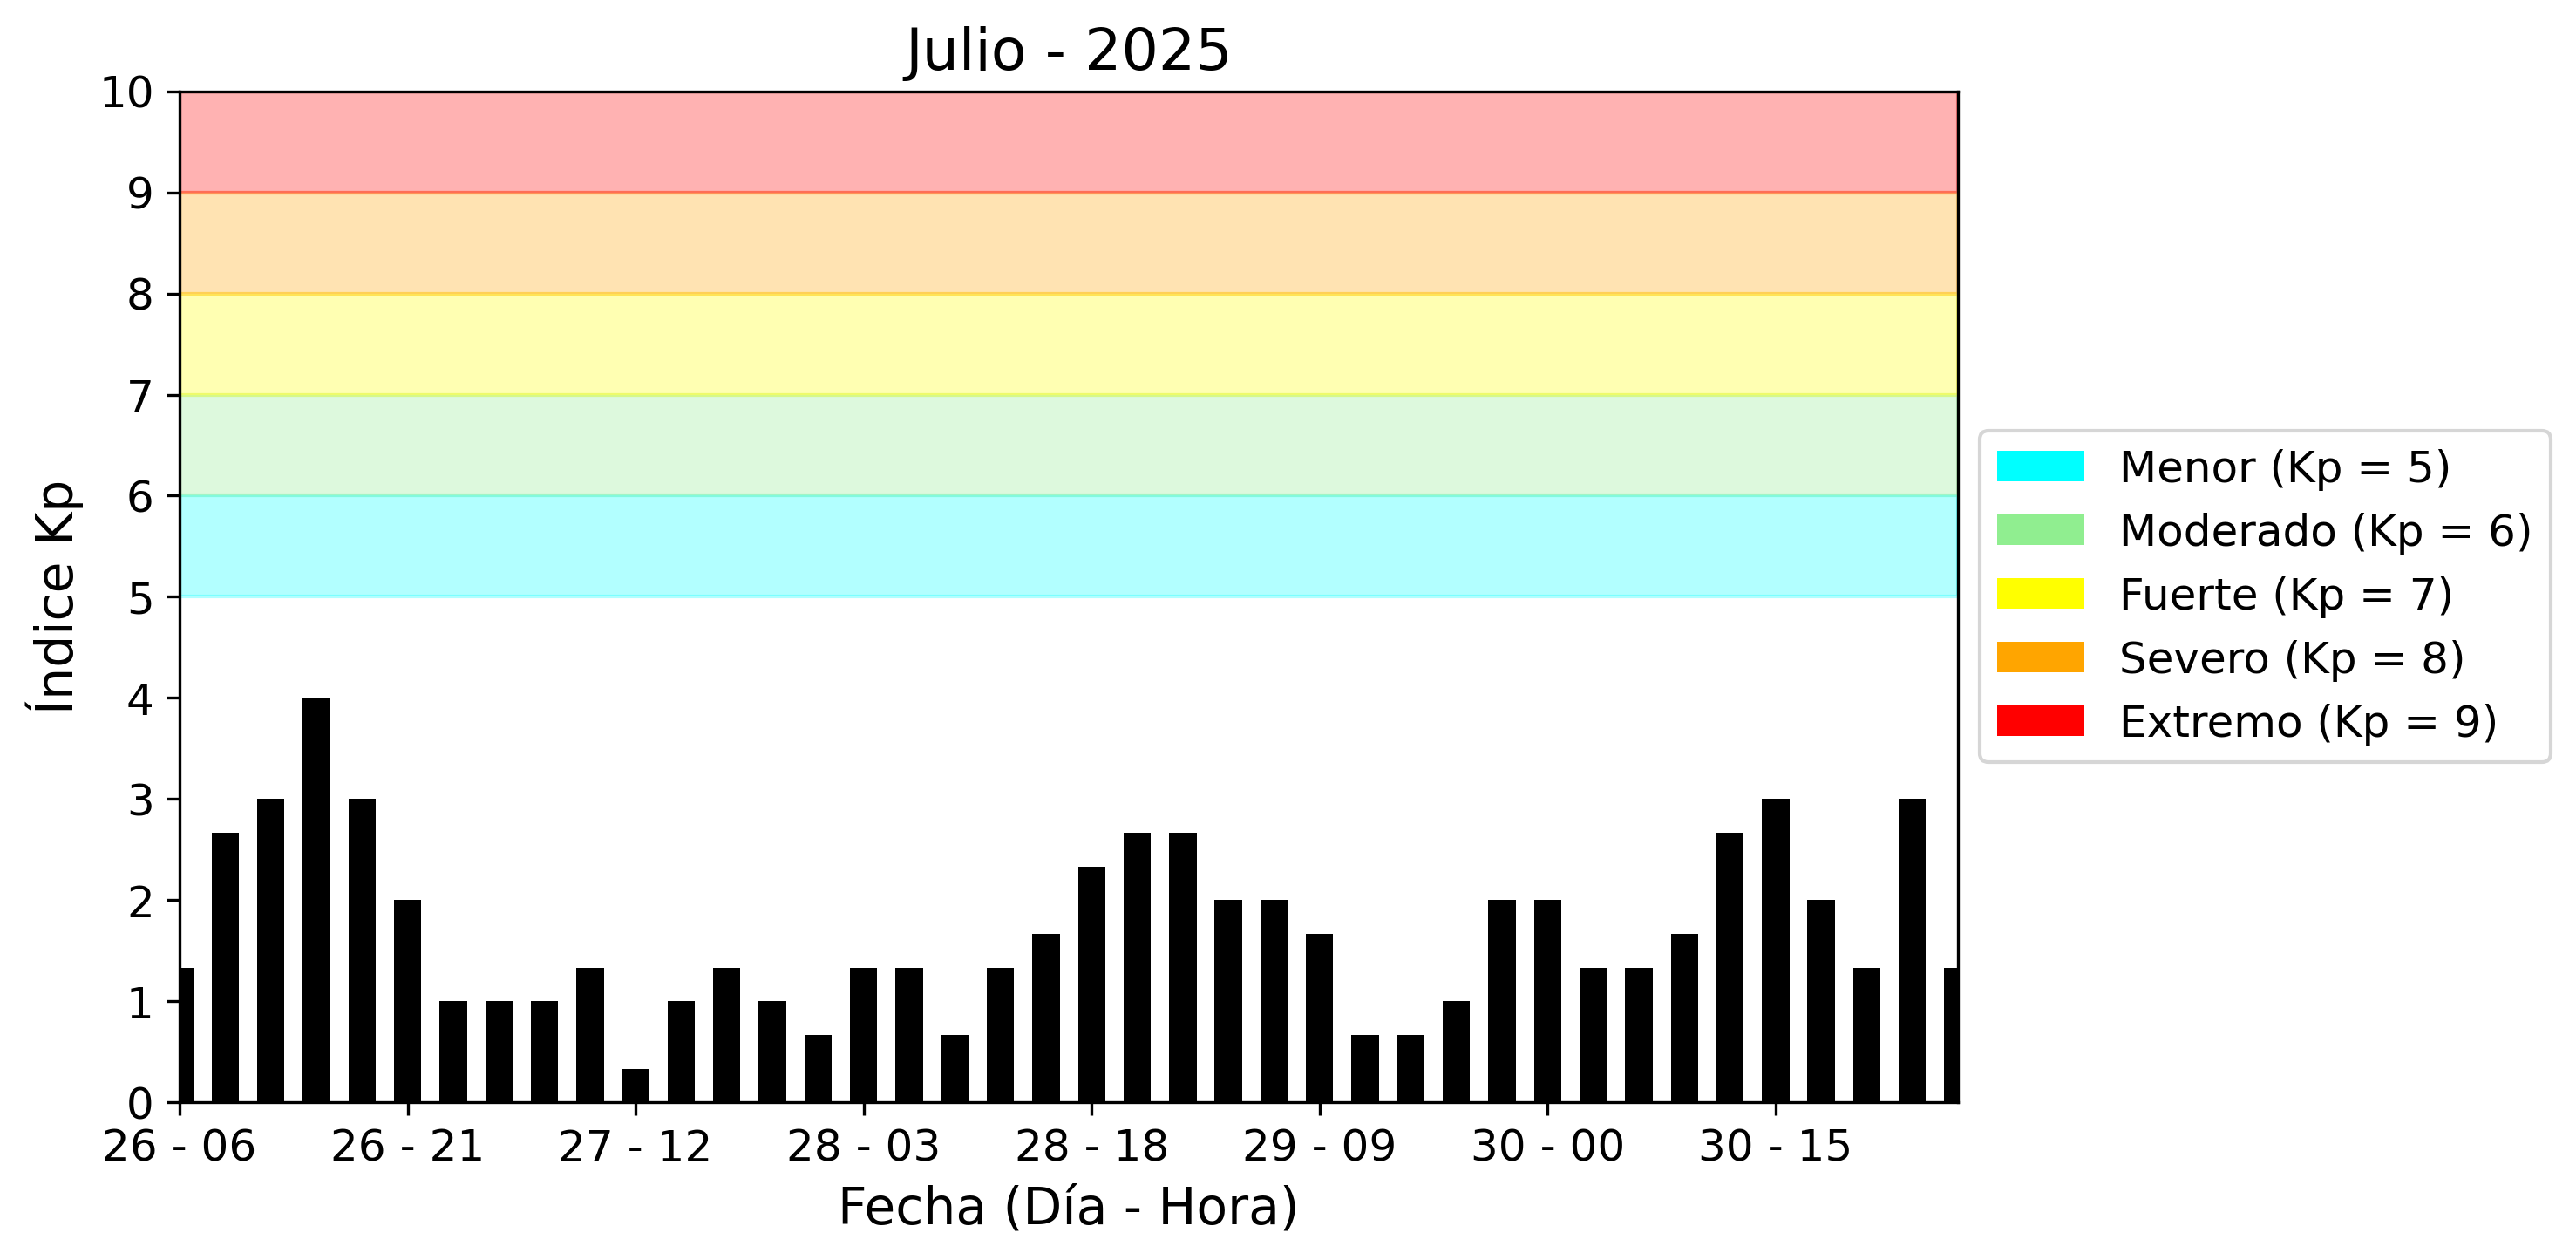 Julio - 2025
10
9
8
7
6
5
4
3
2
1
0
Índice Kp
26 - 06
26 - 21
27 - 12
28 - 03
28 - 18
29 - 09
30 - 00
30 - 15
Fecha (Día - Hora)
Menor (Kp = 5)
Moderado (Kp = 6)
Fuerte (Kp = 7)
Severo (Kp = 8)
Extremo (Kp = 9)